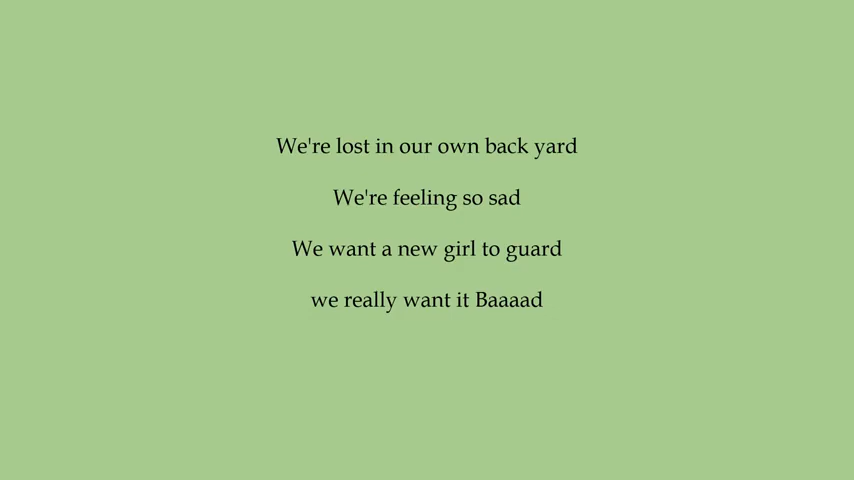 We're lost in our own back yard
We're feeling so sad
We want a new girl to guard
we really want it Baaaad